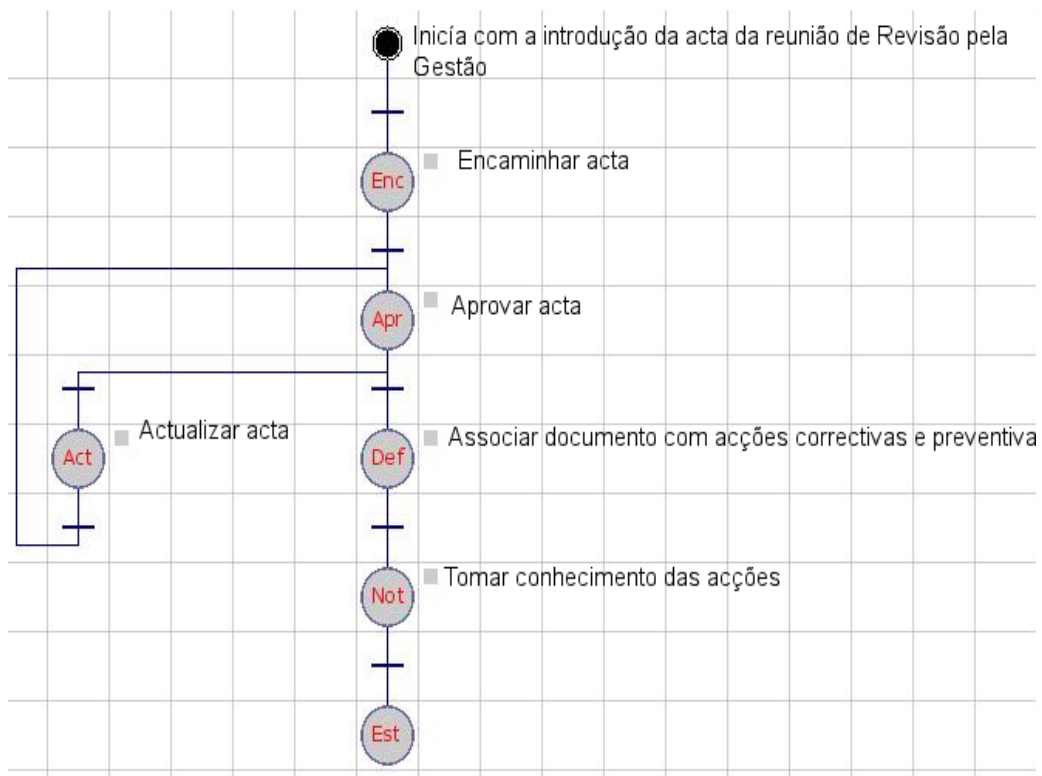 Inicía com a introdução da acta da reunião de Revisão pela
Gestão
Enc
Encaminhar acta
Apr
Aprovar acta
Act
Actualizar acta
Def
Associar documento com acções correctivas e preventiva
Not
Tomar conhecimento das acções
Est